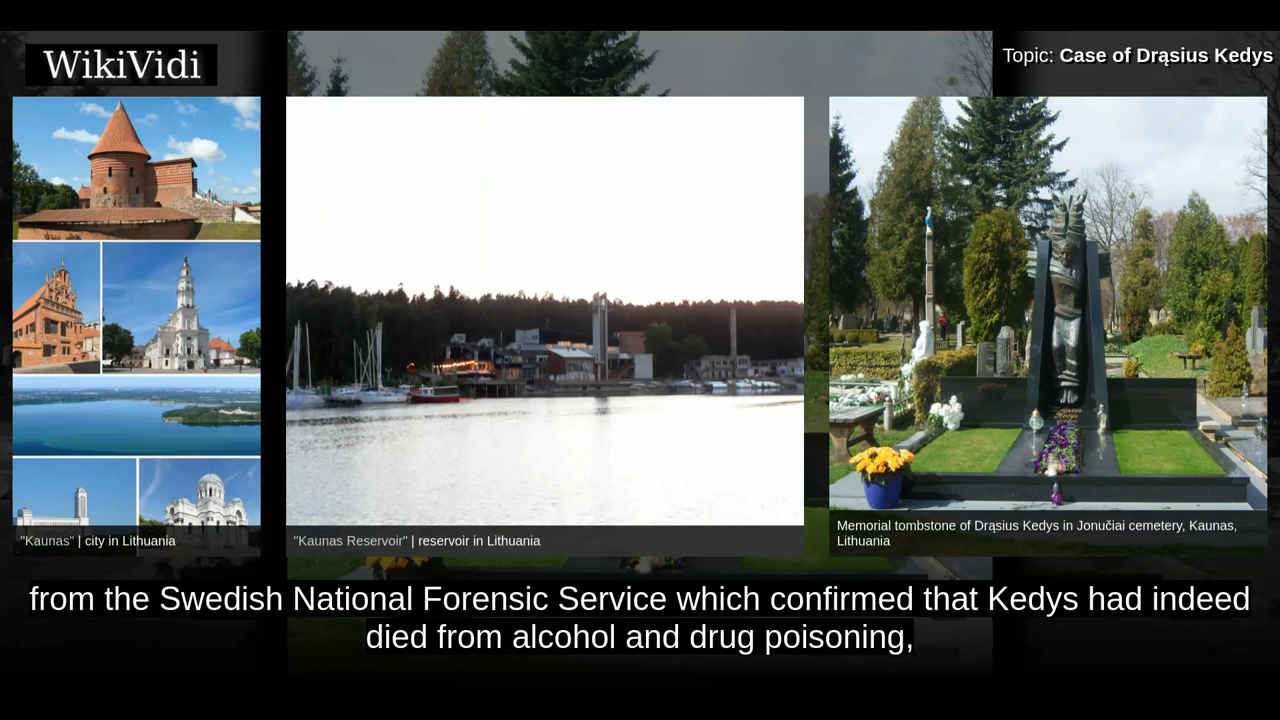 WikiVidi
Topic: Case of Drąsius Kedys
"Kaunas" | city in Lithuania
"Kaunas Reservoir" | reservoir in Lithuania
Memorial tombstone of Drąsius Kedys in Jonučiai cemetery, Kaunas,
Lithuania
from the Swedish National Forensic Service which confirmed that Kedys had indeed
died from alcohol and drug poisoning,